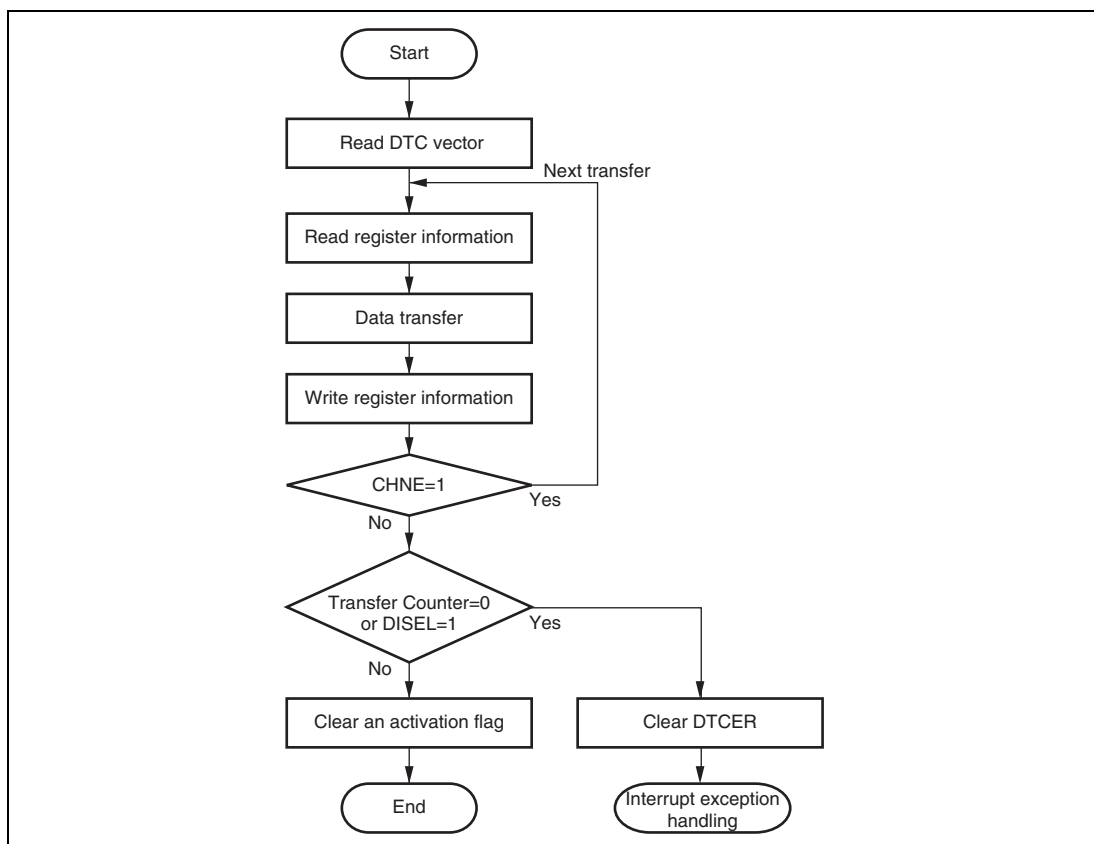 Start
Read DTC vector
Next transfer
Read register information
Data transfer
Write register information
CHNE=1
Yes
No
Transfer Counter=0
or DISEL=1
Yes
No
Clear an activation flag
Clear DTCER
End
Interrupt exception
handling